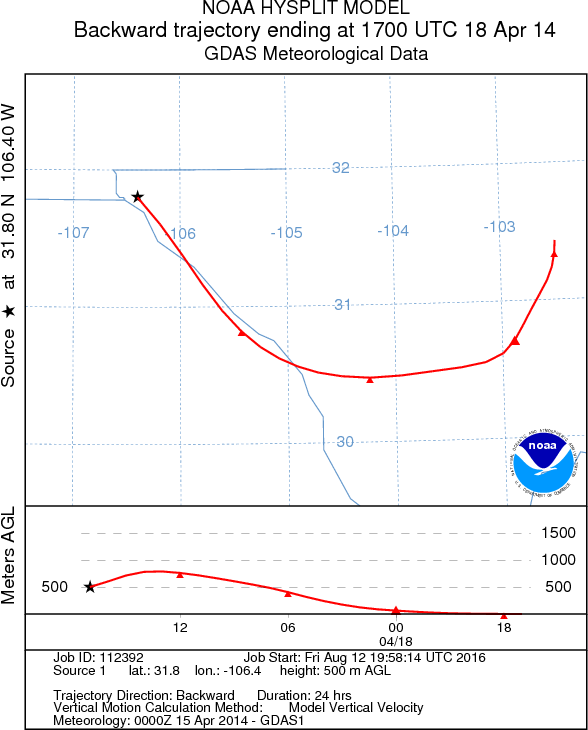 NOAA HYSPLIT MODEL
Backward trajectory ending at 1700 UTC 18 Apr 14
GDAS Meteorological Data
Source ★ at 31.80 N 106.40 W
32
-107 -106 -105 -104 -103
31
30
noaa
Meters AGL
1500
1000
500 500
12 06 00 18
04/18
Job ID: 112392 Job Start: Fri Aug 12 19:58:14 UTC 2016
Source 1 lat.: 31.8 lon.: -106.4 height: 500 m AGL
Trajectory Direction: Backward Duration: 24 hrs
Vertical Motion Calculation Method: Model Vertical Velocity
Meteorology: 0000Z 15 Apr 2014 - GDAS1